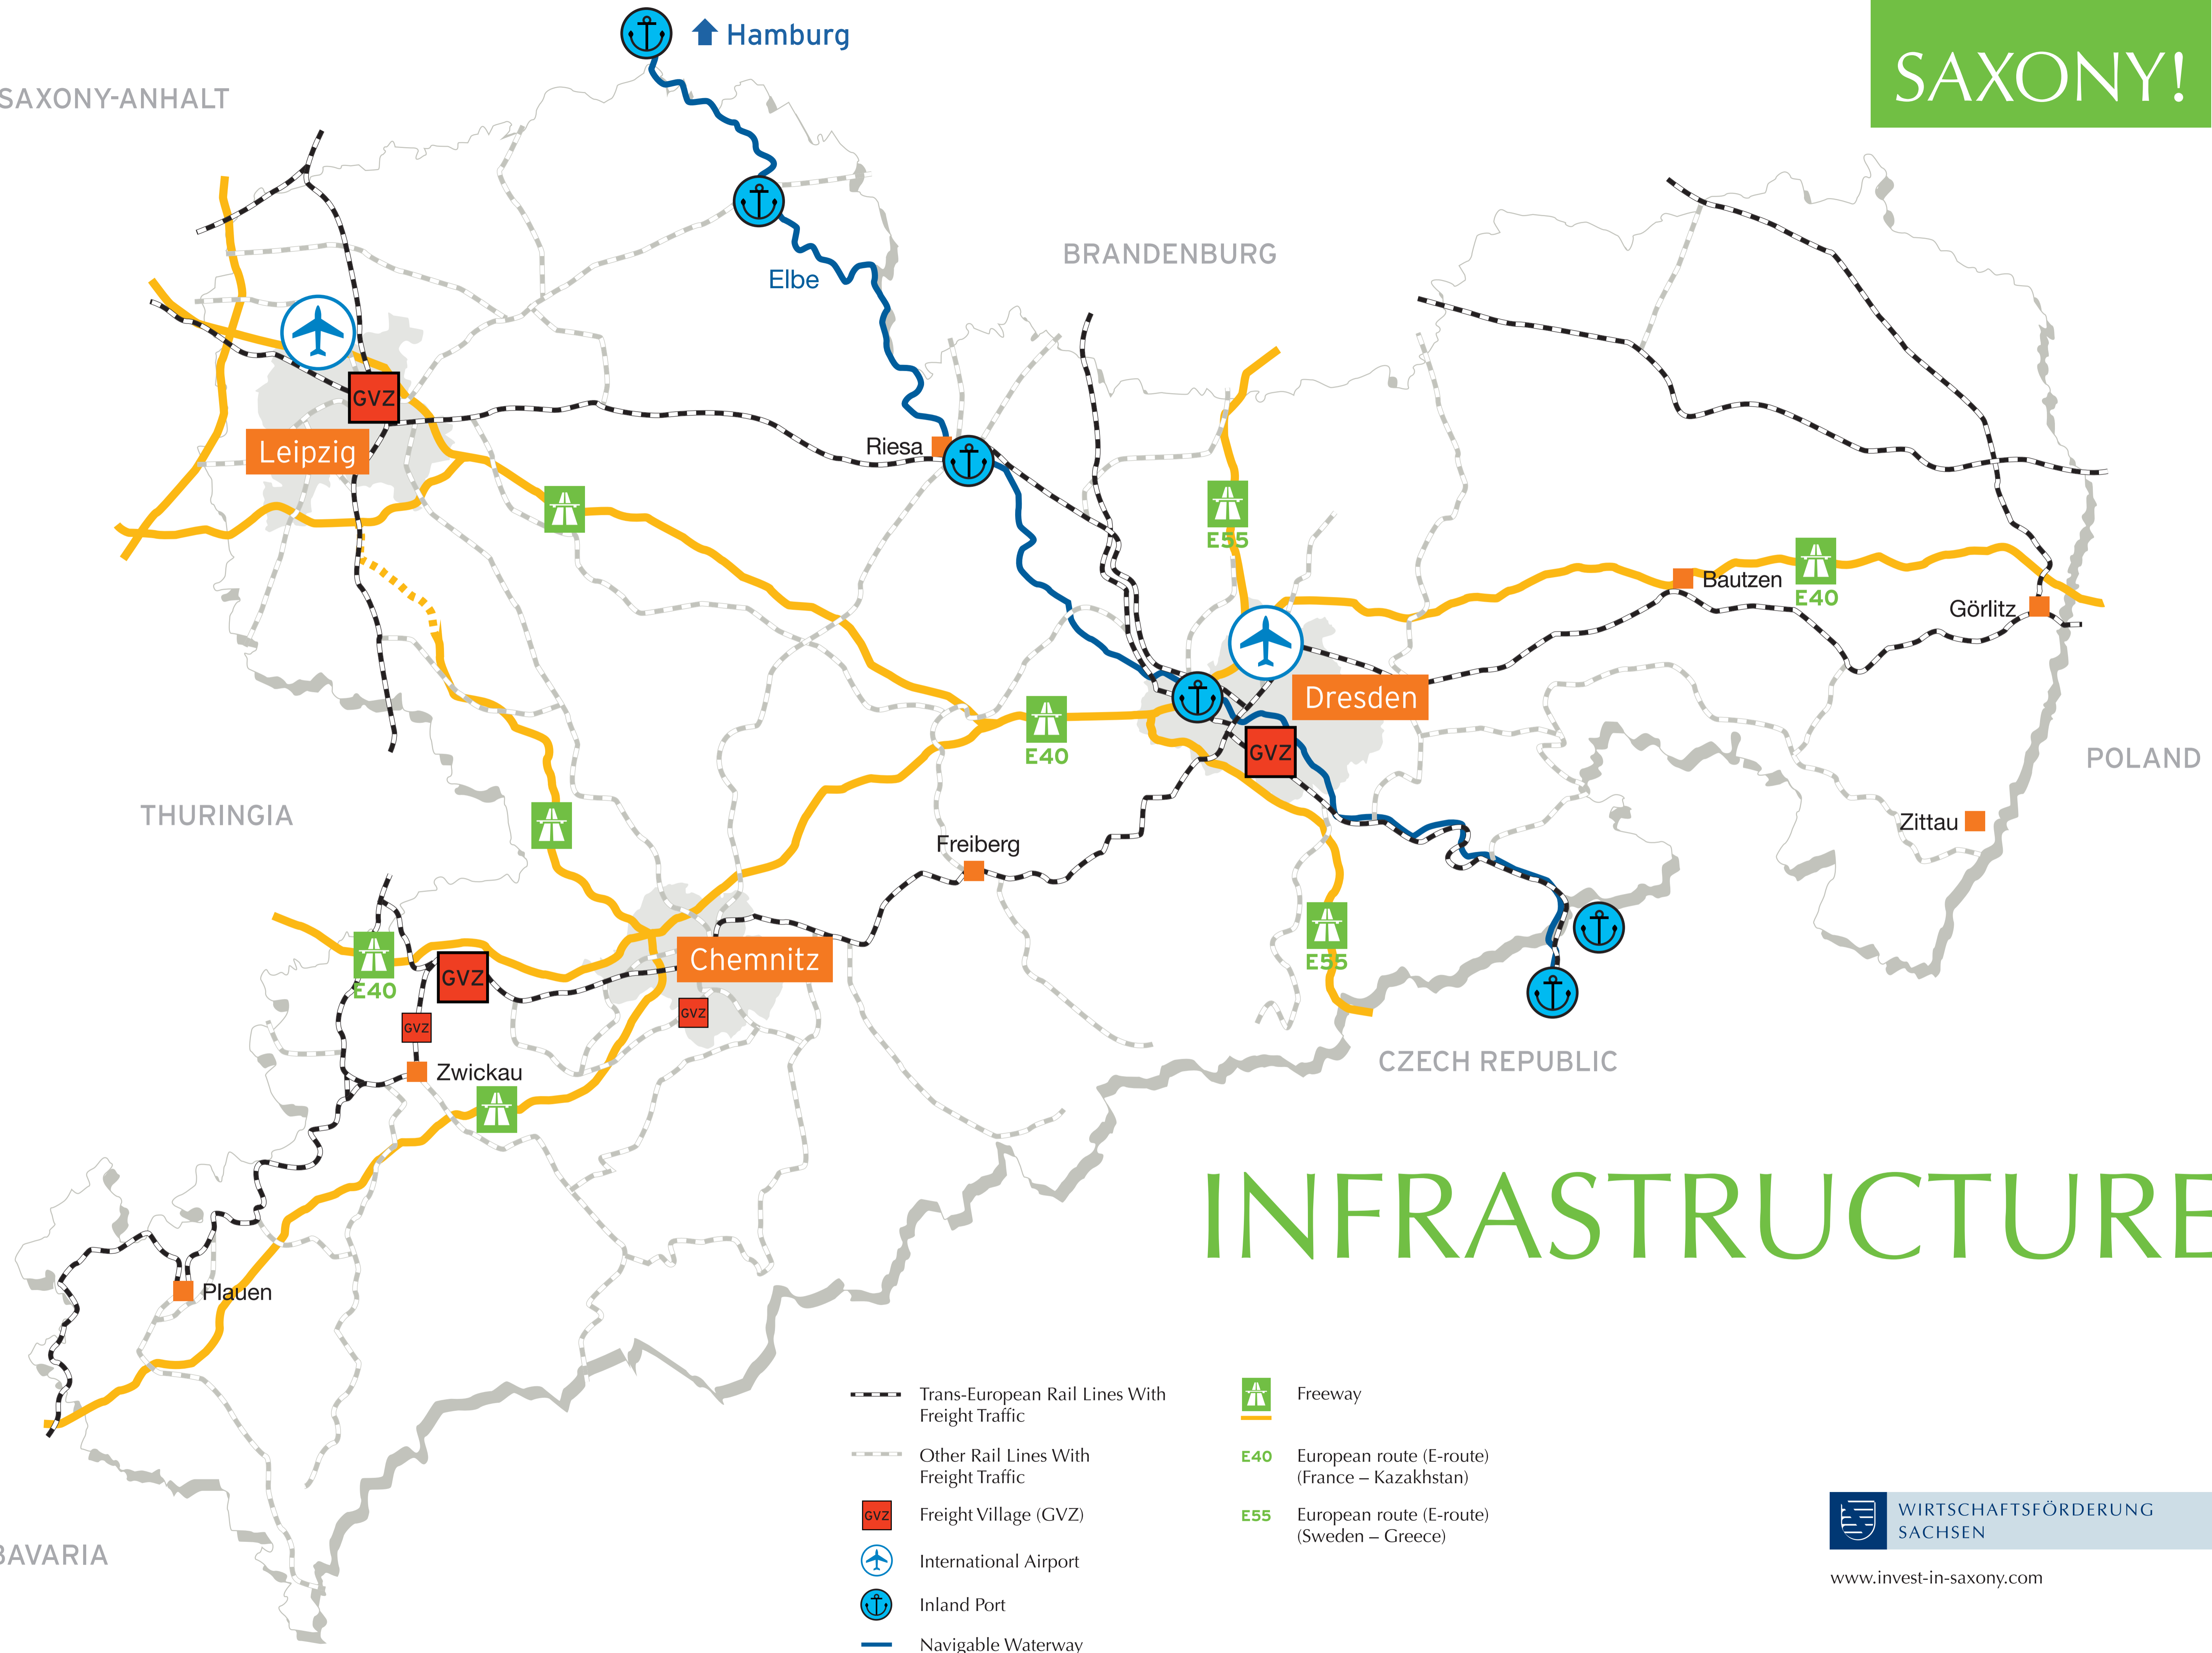 Hamburg
SAXONY!
SAXONY-ANHALT
BRANDENBURG
Elbe
GVZ
Leipzig
Riesa
E55
Bautzen
E40
Görlitz
Dresden
E40
GVZ
POLAND
THURINGIA
Zittau
Freiberg
Chemnitz
E55
GVZ
E40
GVZ
GVZ
CZECH REPUBLIC
Zwickau
INFRASTRUCTURE
Plauen
Trans-European Rail Lines With
Freight Traffic
Other Rail Lines With
Freight Traffic
GVZ
Freight Village (GVZ)
International Airport
Inland Port
Navigable Waterway
Freeway
E40
European route (E-route)
(France – Kazakhstan)
E55
European route (E-route)
(Sweden – Greece)
BAVARIA
WIRTSCHAFTSFÖRDERUNG
SACHSEN
www.invest-in-saxony.com